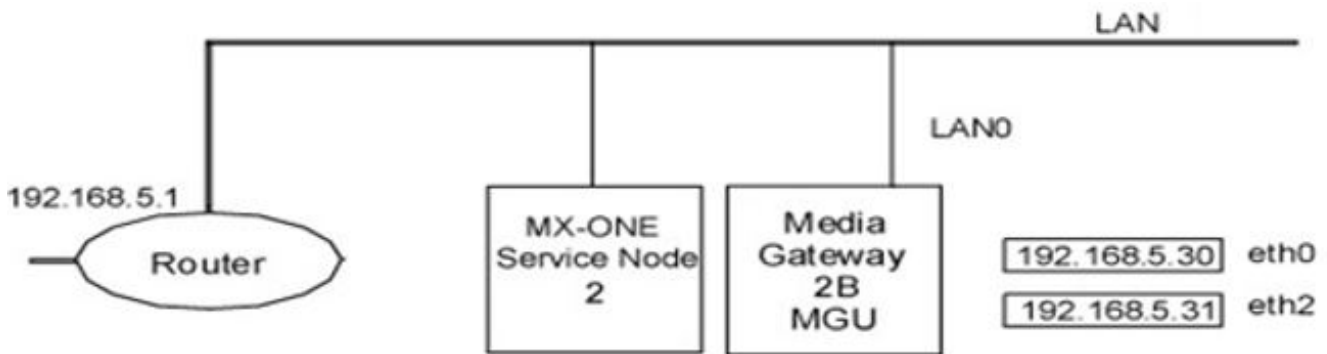 LAN
LAN0
192.168.5.1
Router
MX-ONE
Service Node
2
Media
Gateway
2B
MGU
192.168.5.30 eth0
192.168.5.31 eth2